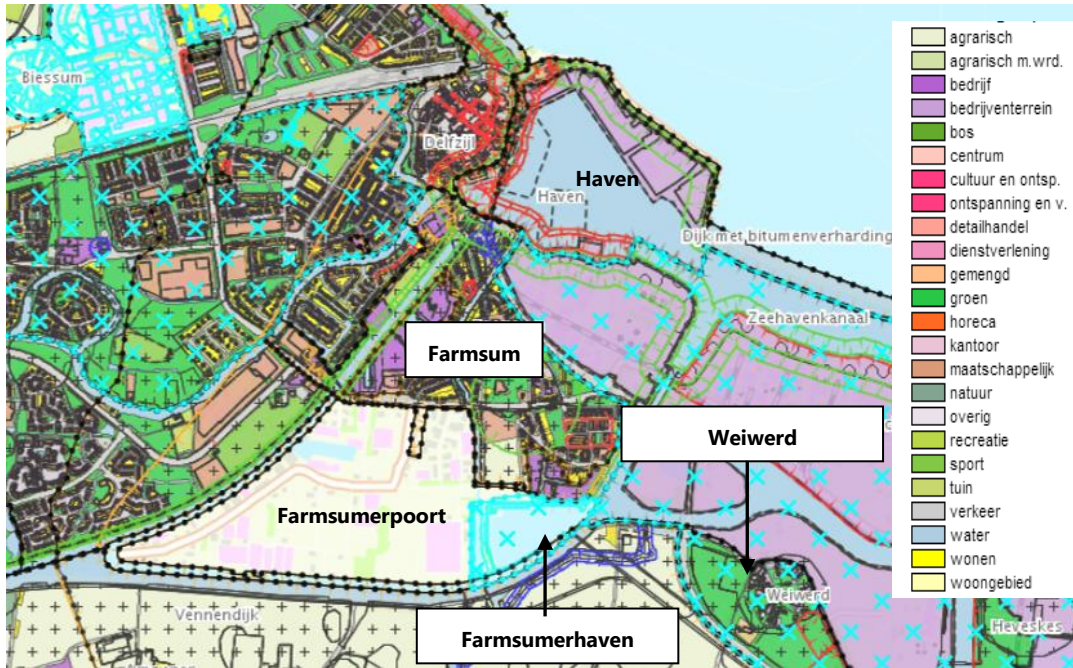 Biessum
Delfzijl
Haven
Haven
Dijk met bitumenverharding
Zeehavenkanaal
Farmsum
Weiwerd
Farmsumerpoort
Weiwerd
Vennendijk
Farmsumerhaven
Heveskes
agrarisch
agrarisch m.wrd.
bedrijf
bedrijventerrein
bos
centrum
cultuur en ontsp.
ontspanning en v.
detailhandel
dienstverlening
gemengd
groen
horeca
kantoor
maatschappelijk
natuur
overig
recreatie
sport
tuin
verkeer
water
wonen
woongebied